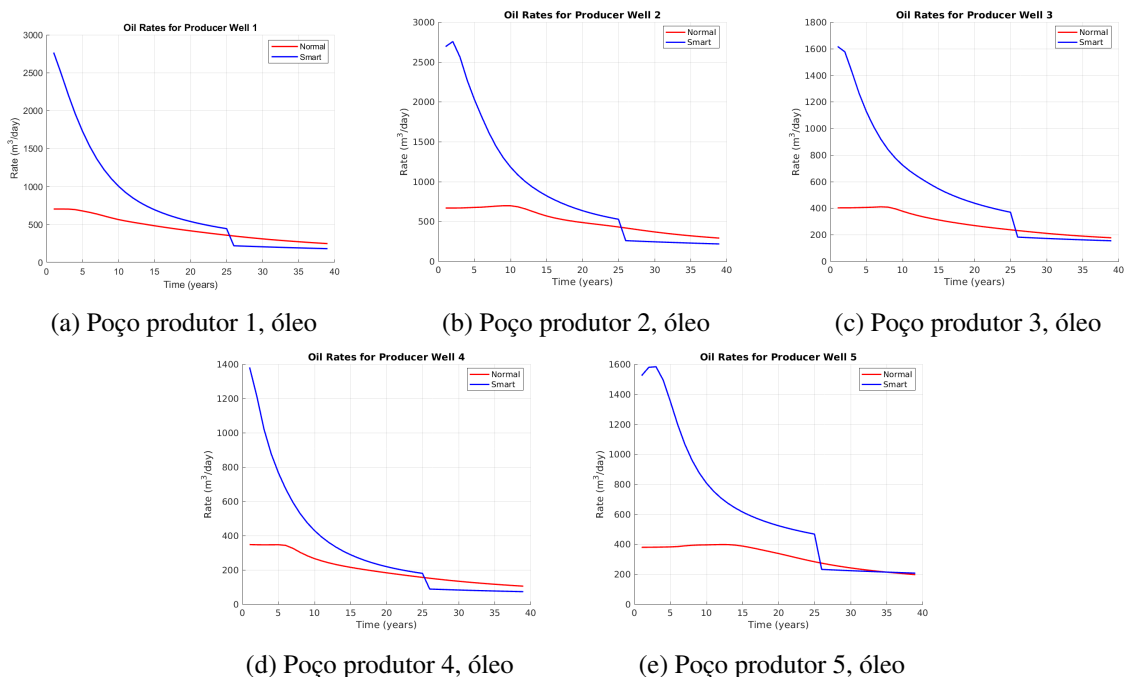 Oil Rates for Producer Well 1
Normal
Smart
Rate (m³/day)
3000
2500
2000
1500
1000
500
0
0 5 10 15 20 25 30 35 40
Time (years)
(a) Poço produtor 1, óleo
Oil Rates for Producer Well 2
Normal
Smart
Rate (m³/day)
3000
2500
2000
1500
1000
500
0
0 5 10 15 20 25 30 35 40
Time (years)
(b) Poço produtor 2, óleo
Oil Rates for Producer Well 3
Normal
Smart
Rate (m³/day)
1800
1600
1400
1200
1000
800
600
400
200
0
0 5 10 15 20 25 30 35 40
Time (years)
(c) Poço produtor 3, óleo
Oil Rates for Producer Well 4
Normal
Smart
Rate (m³/day)
1400
1200
1000
800
600
400
200
0
0 5 10 15 20 25 30 35 40
Time (years)
(d) Poço produtor 4, óleo
Oil Rates for Producer Well 5
Normal
Smart
Rate (m³/day)
1600
1400
1200
1000
800
600
400
200
0
0 5 10 15 20 25 30 35 40
Time (years)
(e) Poço produtor 5, óleo